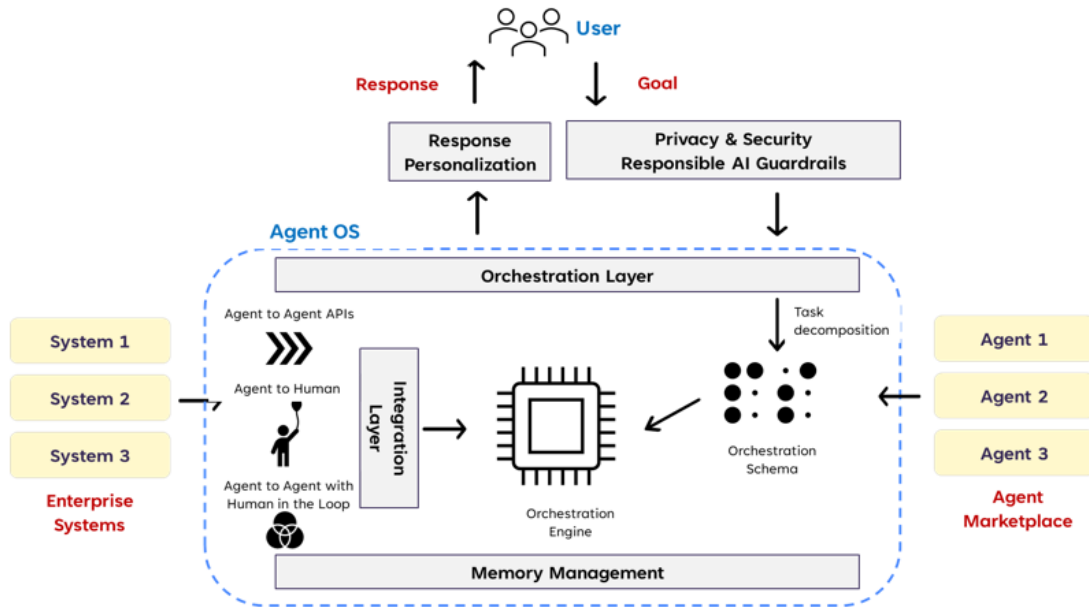 User
Response
Goal
Response
Personalization
Privacy & Security
Responsible AI Guardrails
Agent OS
Orchestration Layer
Agent to Agent APIs
Task
decomposition
System 1
System 2
System 3
Enterprise
Systems
Agent to Human
Agent to Agent with
Human in the Loop
Integration
Layer
Orchestration
Engine
Orchestration
Schema
Agent 1
Agent 2
Agent 3
Agent
Marketplace
Memory Management